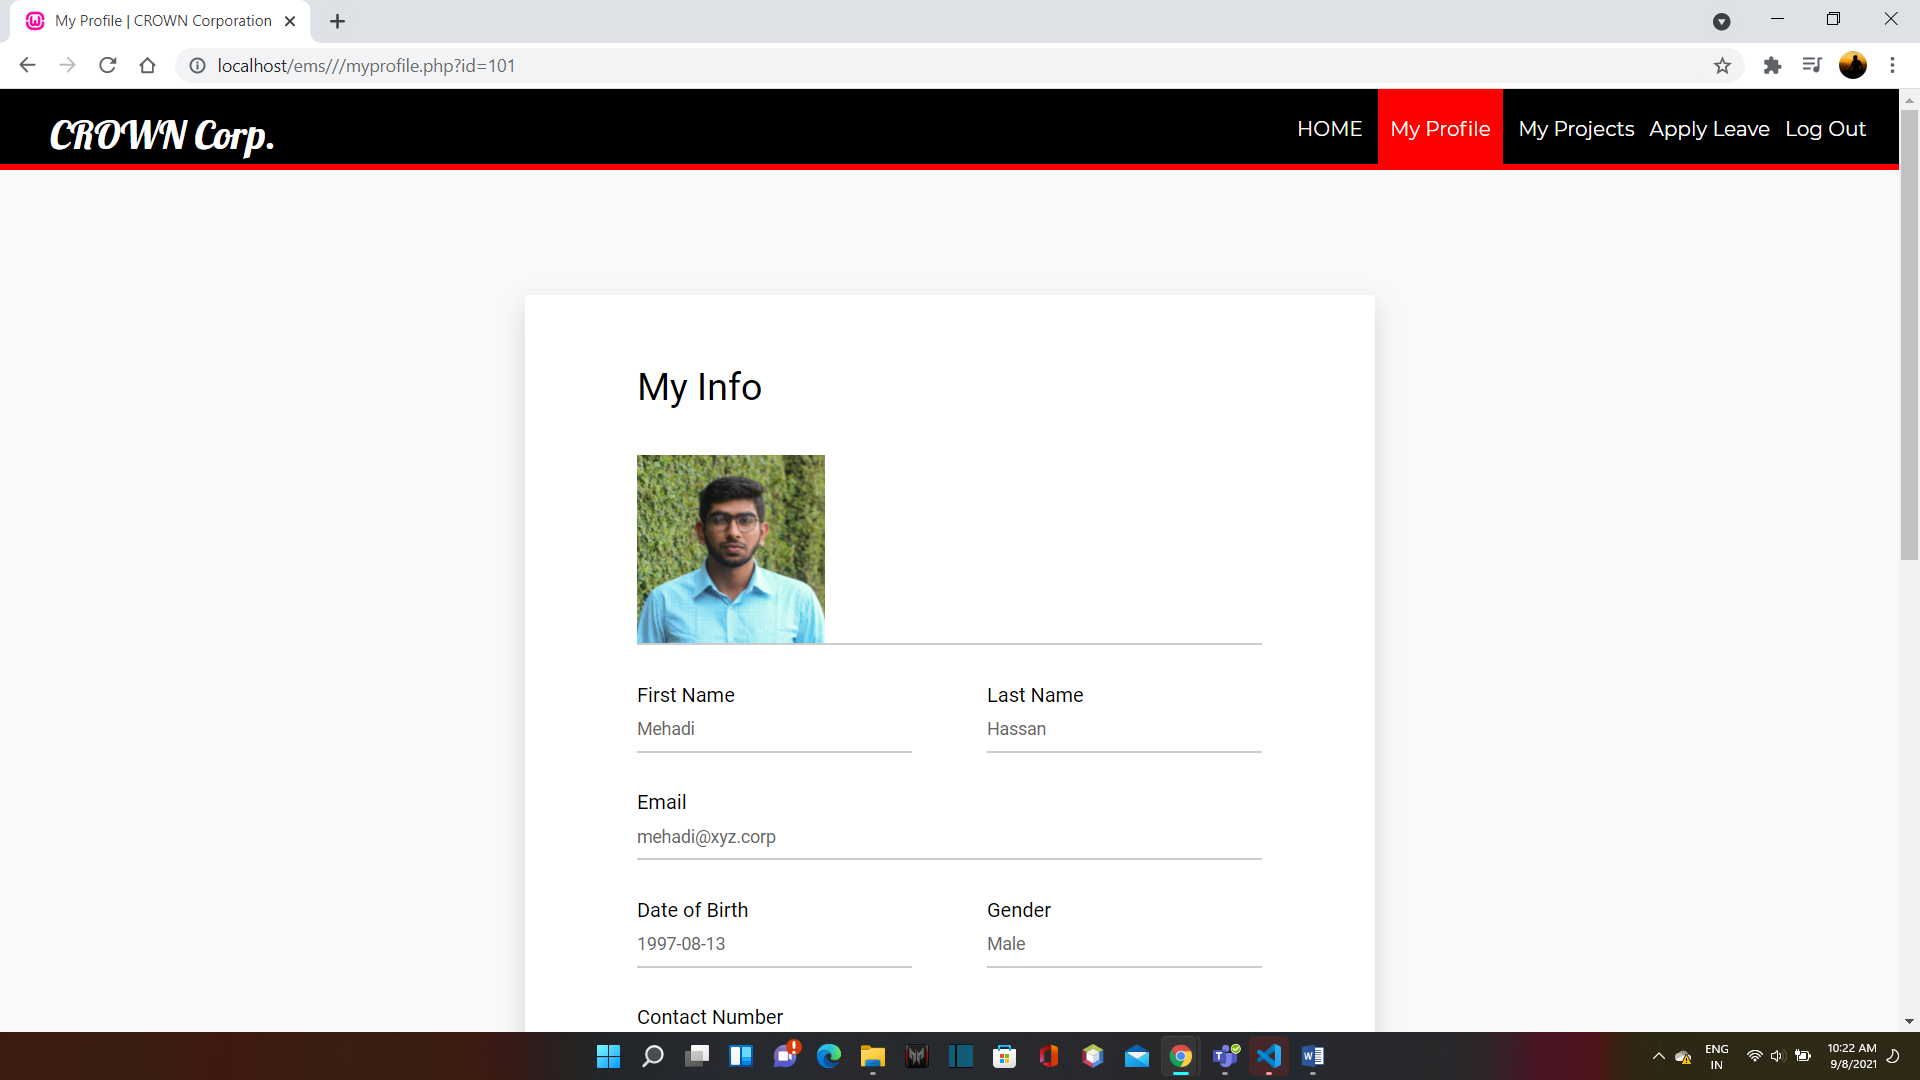 My Profile | CROWN Corporation
localhost/ems///myprofile.php?id=101
CROWN Corp.
HOME My Profile My Projects Apply Leave Log Out
My Info
First Name Last Name
Mehadi Hassan
Email
mehadi@xyz.corp
Date of Birth Gender
1997-08-13 Male
Contact Number
ENG 10:22 AM
IN 9/8/2021